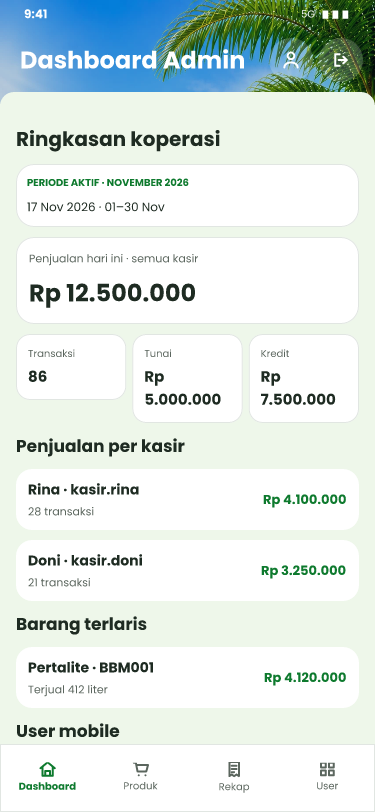 9:41
5G
Dashboard Admin
Ringkasan koperasi
PERIODE AKTIF · NOVEMBER 2026
17 Nov 2026 · 01–30 Nov
Penjualan hari ini · semua kasir
Rp 12.500.000
Transaksi
86
Tunai
Rp
5.000.000
Kredit
Rp
7.500.000
Penjualan per kasir
Rina · kasir.rina
28 transaksi
Rp 4.100.000
Doni · kasir.doni
21 transaksi
Rp 3.250.000
Barang terlaris
Pertalite · BBM001
Terjual 412 liter
Rp 4.120.000
User mobile
Dashboard
Produk
Rekap
User